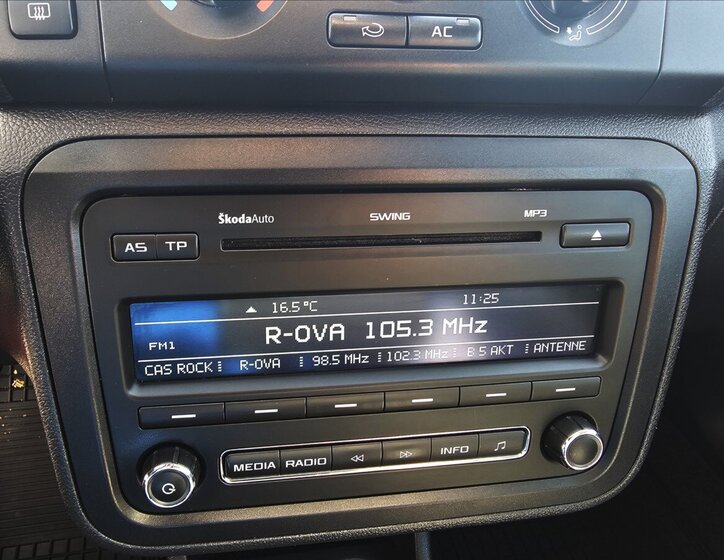 AC
ŠkodaAuto SWING MP3
AS TP
16.5°C 11:25
R-OVA 105.3 MHz
FM1
CAS ROCK R-OVA 98.5 MHz 102.3 MHz B 5 AKT ANTENNE
MEDIA RADIO INFO